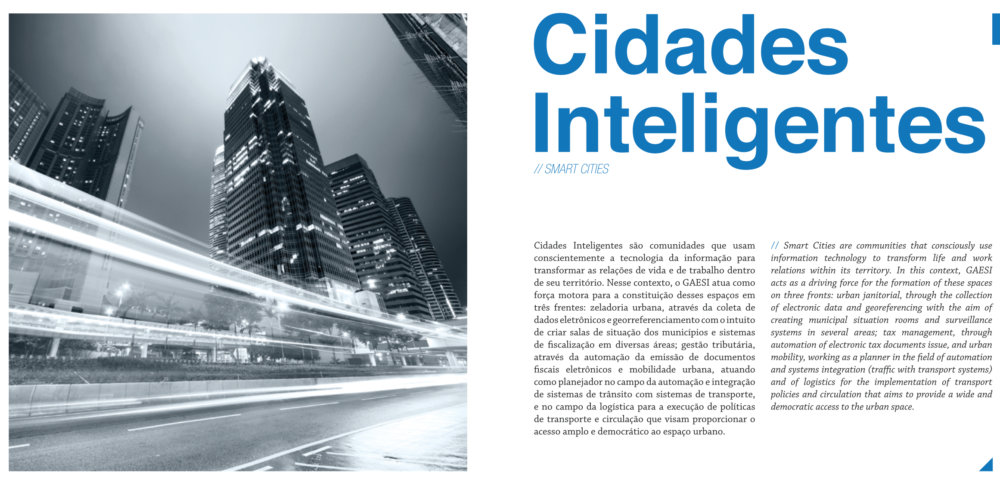 Cidades
Inteligentes
// SMART CITIES
Cidades Inteligentes são comunidades que usam
conscientemente a tecnologia da informação para
transformar as relações de vida e de trabalho dentro
de seu território. Nesse contexto, o GAESI atua como
força motora para a constituição desses espaços em
três frentes: zeladoria urbana, através da coleta de
dados eletrônicos e georreferenciamento com o intuito
de criar salas de situação dos municípios e sistemas
de fiscalização em diversas áreas; gestão tributária,
através da automação da emissão de documentos
fiscais eletrônicos e mobilidade urbana, atuando
como planejador no campo da automação e integração
de sistemas de trânsito com sistemas de transporte,
e no campo da logística para a execução de políticas
de transporte e circulação que visam proporcionar o
acesso amplo e democrático ao espaço urbano.
// Smart Cities are communities that consciously use
information technology to transform life and work
relations within its territory. In this context, GAESI
acts as a driving force for the formation of these spaces
on three fronts: urban janitorial, through the collection
of electronic data and georeferencing with the aim of
creating municipal situation rooms and surveillance
systems in several areas; tax management, through
automation of electronic tax documents issue, and urban
mobility, working as a planner in the field of automation
and systems integration (traffic with transport systems)
and of logistics for the implementation of transport
policies and circulation that aims to provide a wide and
democratic access to the urban space.